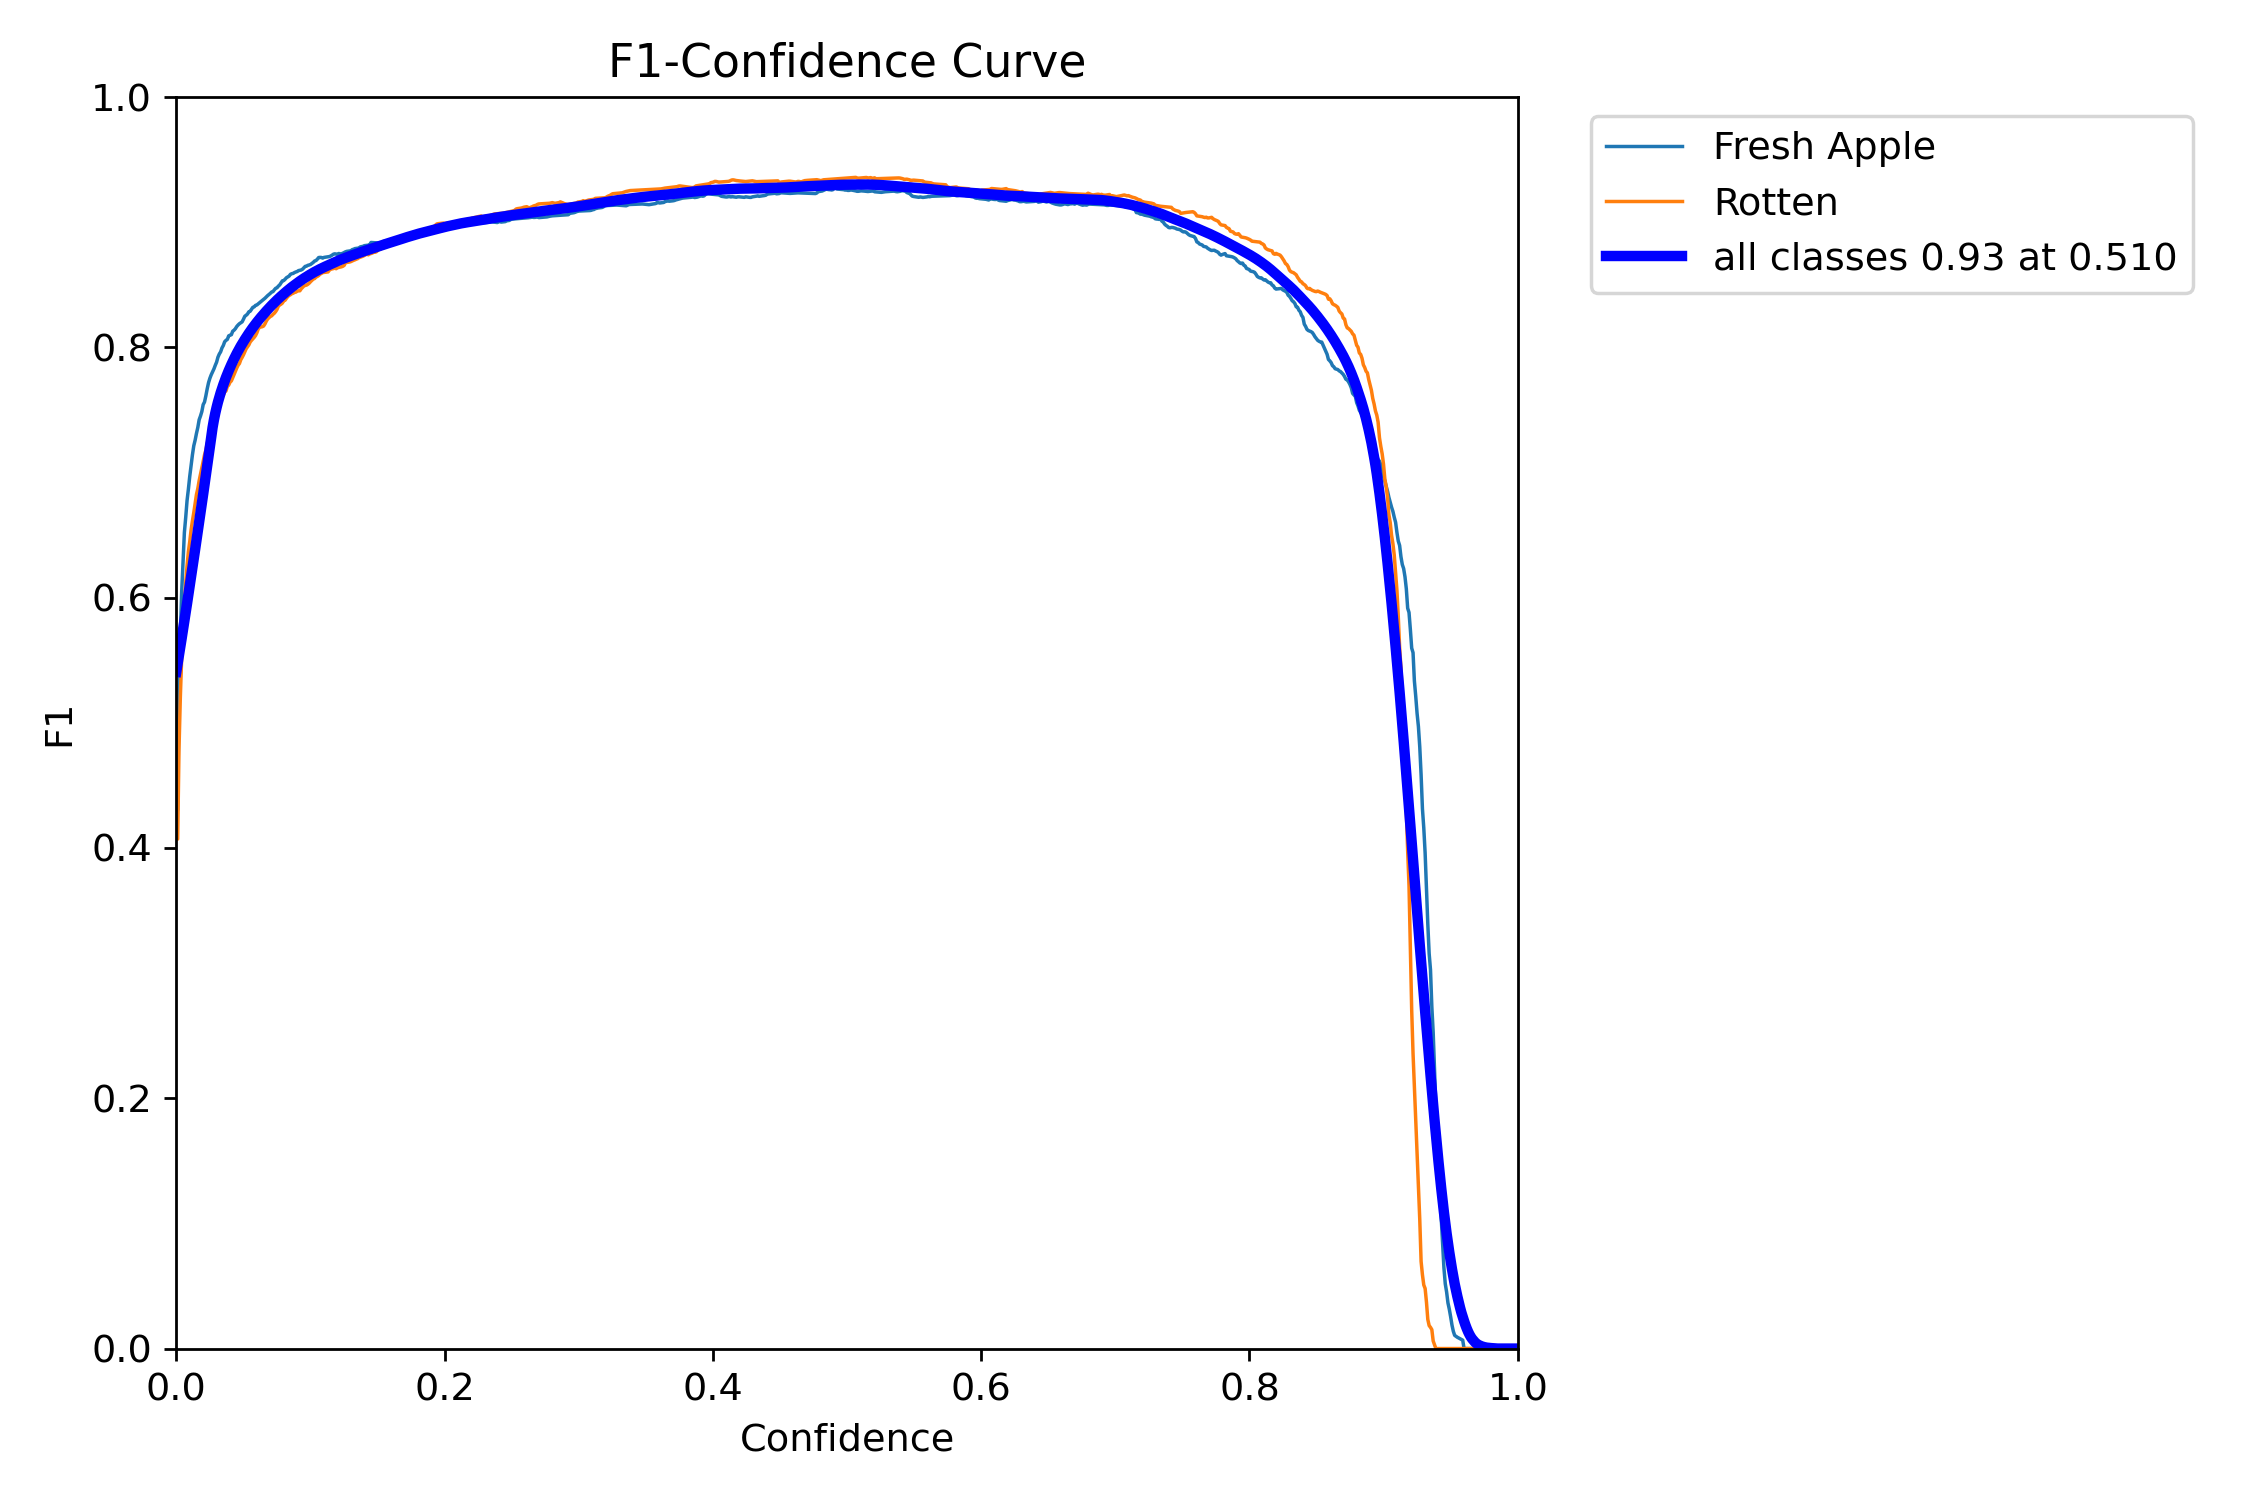 F1-Confidence Curve
1.0
0.8
0.6
0.4
0.2
0.0
F1
0.0 0.2 0.4 0.6 0.8 1.0
Confidence
Fresh Apple
Rotten
all classes 0.93 at 0.510